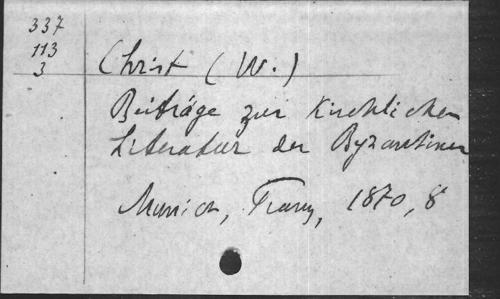 337
113
3
Christ (W.)
Beiträge zur kirchlichen
Literatur der Byzantiner
Munich, Franz, 1870, 8°